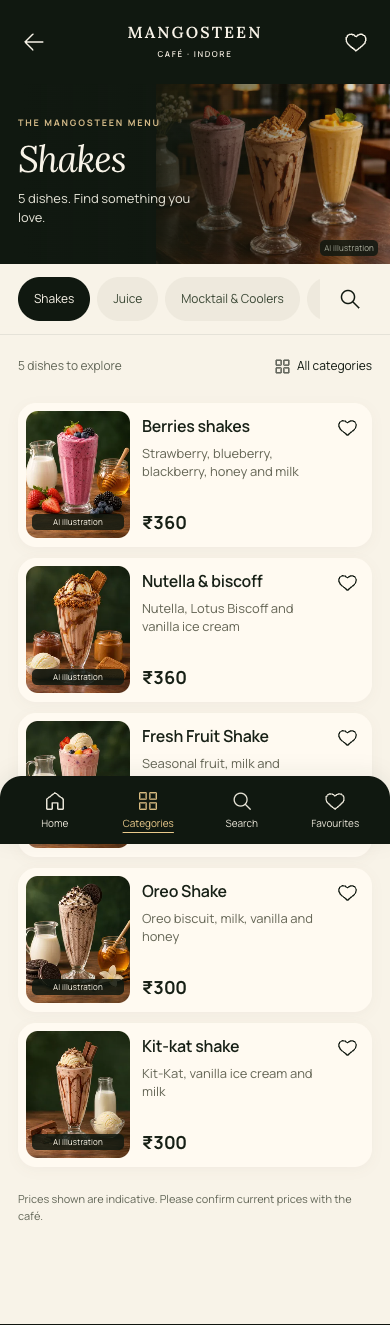 MANGOSTEEN
CAFÉ · INDORE
THE MANGOSTEEN MENU
Shakes
5 dishes. Find something you
love.
AI illustration
Shakes
Juice
Mocktail & Coolers
5 dishes to explore
All categories
Berries shakes
Strawberry, blueberry,
blackberry, honey and milk
₹360
AI illustration
Nutella & biscoff
Nutella, Lotus Biscoff and
vanilla ice cream
₹360
AI illustration
Fresh Fruit Shake
Seasonal fruit, milk and
Home
Categories
Search
Favourites
Oreo Shake
Oreo biscuit, milk, vanilla and
honey
₹300
AI illustration
Kit-kat shake
Kit-Kat, vanilla ice cream and
milk
₹300
AI illustration
Prices shown are indicative. Please confirm current prices with the
café.